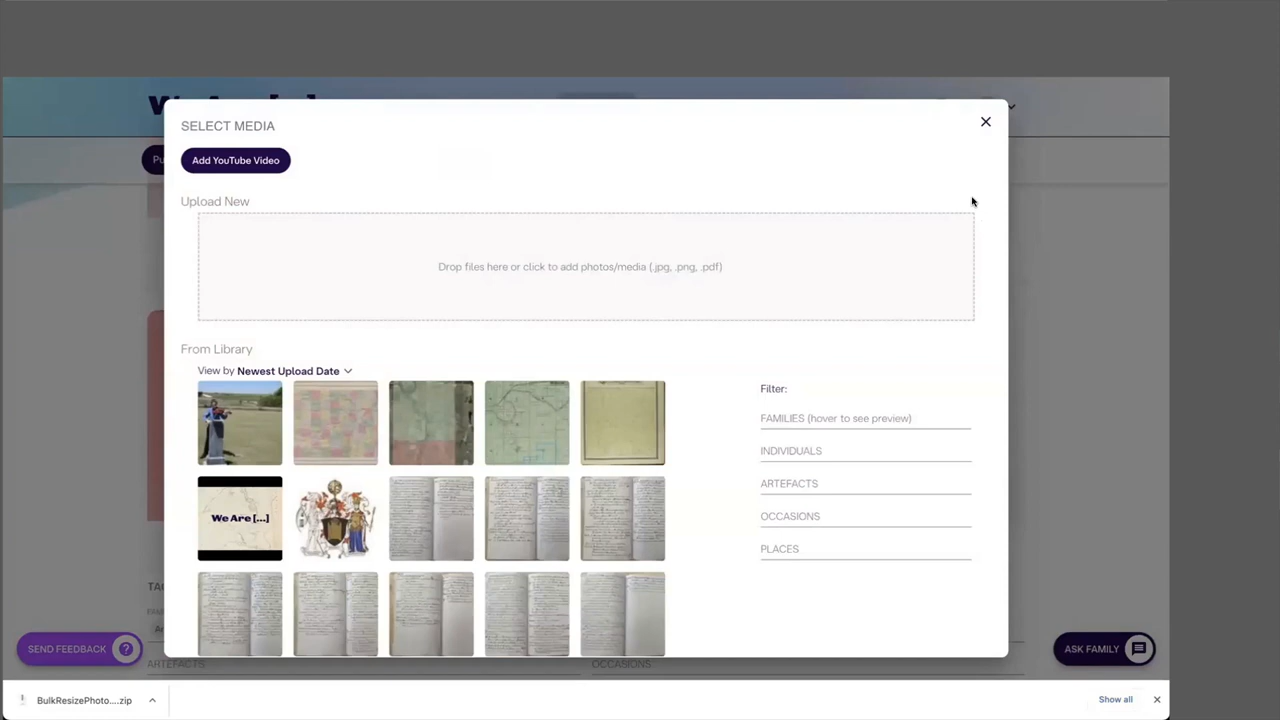 SELECT MEDIA
Add YouTube Video
Upload New
Drop files here or click to add photos/media (.jpg, .png, .pdf)
From Library
View by Newest Upload Date
Filter:
FAMILIES (hover to see preview)
INDIVIDUALS
ARTEFACTS
OCCASIONS
PLACES
We Are [...]
SEND FEEDBACK ?
ASK FAMILY
ARTEFACTS
OCCASIONS
BulkResizePhoto....zip
Show all